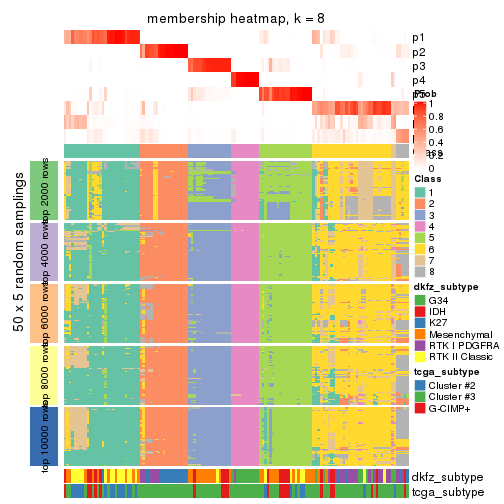 membership heatmap, k = 8
p1
p2
p3
p4
Prob
1
0.8
0.6
0.4
0.2
0
Class
1
2
3
4
5
6
7
8
dkfz_subtype
G34
IDH
K27
Mesenchymal
RTK I PDGFRA
RTK II Classic
tcga_subtype
Cluster #2
Cluster #3
G-CIMP+
50 x 5 random samplings
top 2000 rows
top 4000 rows
top 6000 rows
top 8000 rows
top 10000 rows
dkfz_subtype
tcga_subtype